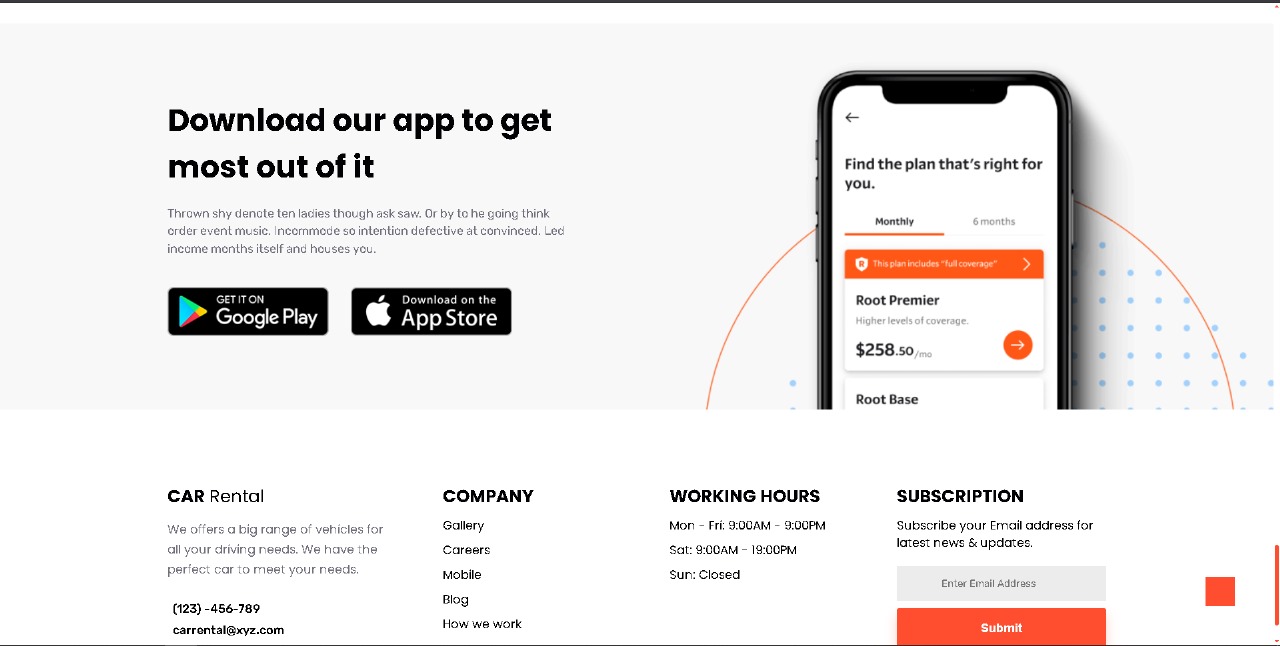 Download our app to get
most out of it
Thrown shy denote ten ladies though ask saw. Or by to he going think
order event music. Incommode so intention defective at convinced. Led
income months itself and houses you.
GET IT ON
Google Play
Download on the
App Store
Find the plan that's right for
you.
Monthly
6 months
R
This plan includes "full coverage"
Root Premier
Higher levels of coverage.
$258.50/mo
Root Base
CAR Rental
We offers a big range of vehicles for
all your driving needs. We have the
perfect car to meet your needs.
(123) -456-789
carrental@xyz.com
COMPANY
Gallery
Careers
Mobile
Blog
How we work
WORKING HOURS
Mon - Fri: 9:00AM - 9:00PM
Sat: 9:00AM - 19:00PM
Sun: Closed
SUBSCRIPTION
Subscribe your Email address for
latest news & updates.
Enter Email Address
Submit